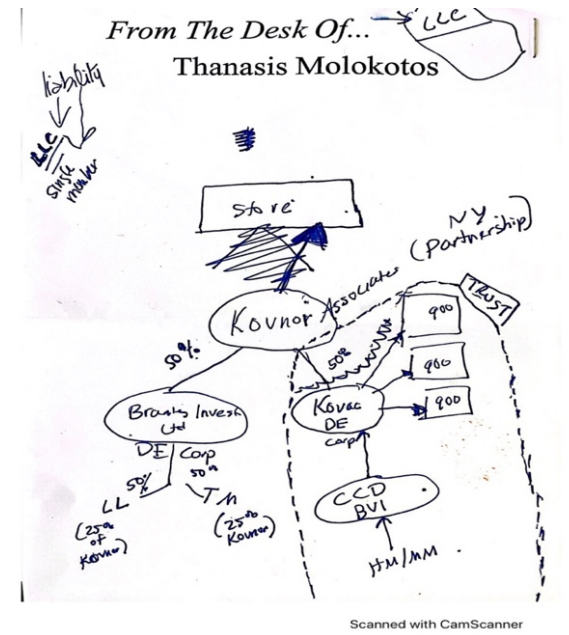 From The Desk Of...
LLC
Thanasis Molokotos
liability
LLC
single
member
Store
NY
(Partnership)
TRUST
Kovnor Associates
900
50%
50%
900
900
Invest
Ltd
Kovac
DE
Corp
DE Corp
50%
50%
LL
TM
(25%
of
Kovnor)
(25%
Kovnor)
CCD
BVI
HM/MM
Scanned with CamScanner